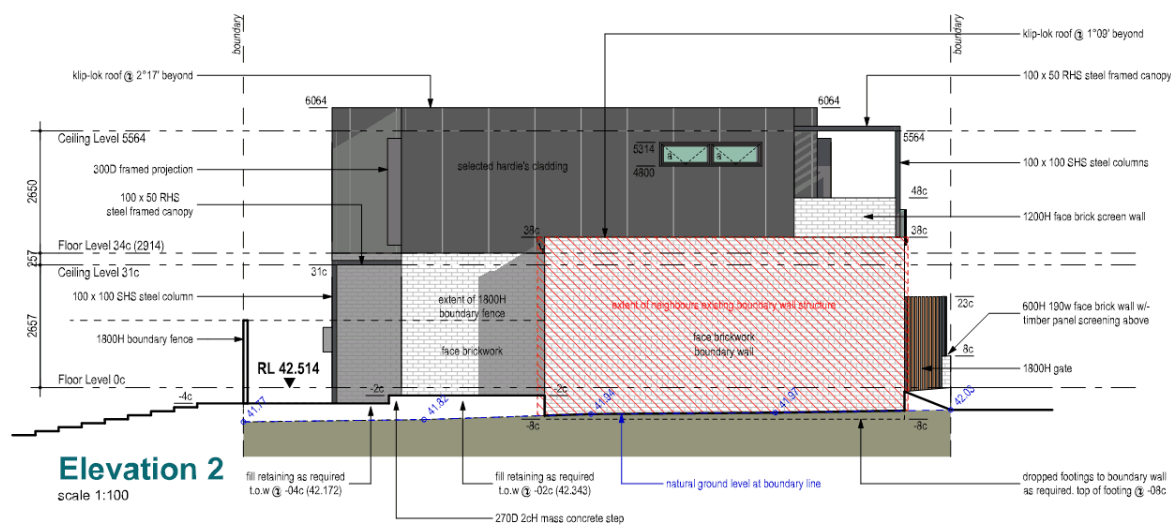 boundary
boundary
klip-lok roof @ 1°09' beyond
klip-lok roof @ 2°17' beyond
100 x 50 RHS steel framed canopy
6064
6064
Ceiling Level 5564
5564
300D framed projection
selected hardie's cladding
5314
4800
a
a
100 x 100 SHS steel columns
2650
100 x 50 RHS
steel framed canopy
48c
1200H face brick screen wall
38c
38c
Floor Level 34c (2914)
257
Ceiling Level 31c
31c
100 x 100 SHS steel column
extent of 1800H
boundary fence
extent of neighbours existing boundary wall structure
23c
600H 190w face brick wall w/-
timber panel screening above
2657
1800H boundary fence
face brickwork
face brickwork
boundary wall
8c
RL 42.514
1800H gate
Floor Level 0c
-4c
-2c
-2c
41.77
41.82
41.94
41.97
42.03
-8c
-8c
Elevation 2
scale 1:100
fill retaining as required
t.o.w @ -04c (42.172)
fill retaining as required
t.o.w @ -02c (42.343)
natural ground level at boundary line
dropped footings to boundary wall
as required. top of footing @ -08c
270D 2cH mass concrete step